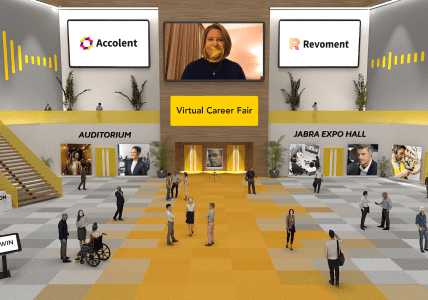 Accolent
Revoment
Virtual Career Fair
AUDITORIUM
JABRA EXPO HALL
WIN